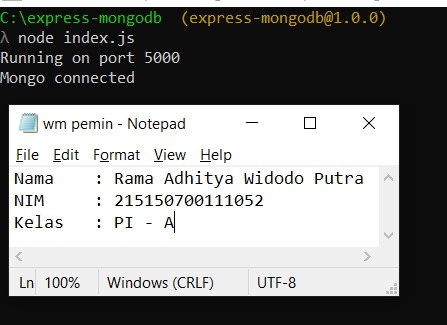 C:\express-mongodb (express-mongodb@1.0.0)
λ node index.js
Running on port 5000
Mongo connected
wm pemin - Notepad
File Edit Format View Help
Nama : Rama Adhitya Widodo Putra
NIM : 215150700111052
Kelas : PI - A
Ln 100% Windows (CRLF) UTF-8